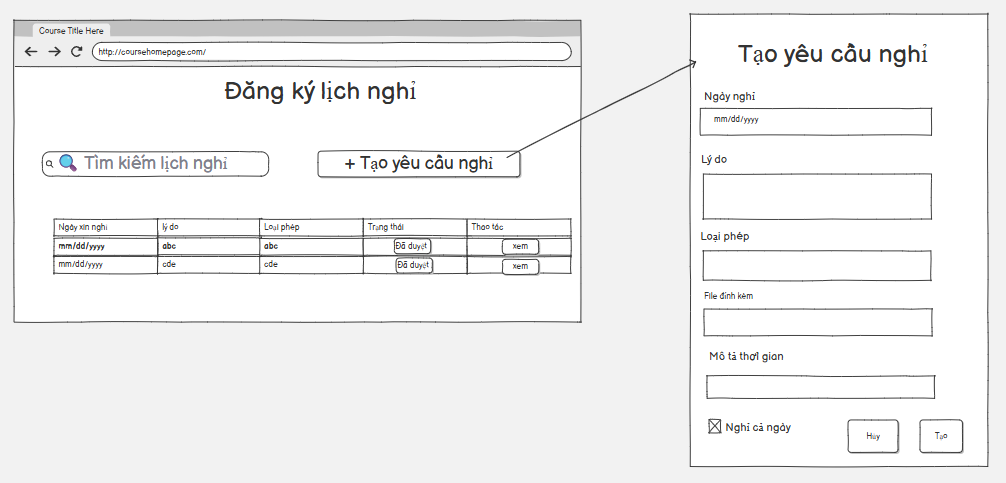 Course Title Here
http://coursehomepage.com/
Đăng ký lịch nghỉ
Tìm kiếm lịch nghỉ
+ Tạo yêu cầu nghỉ
Ngày xin nghỉ lý do Loại phép Trạng thái Thao tác
mm/dd/yyyy abc abc Đã duyệt xem
mm/dd/yyyy cde cde Đã duyệt xem
Tạo yêu cầu nghỉ
Ngày nghỉ
mm/dd/yyyy
Lý do
Loại phép
File đính kèm
Mô tả thơi gian
Nghỉ cả ngày
Hủy Tạo